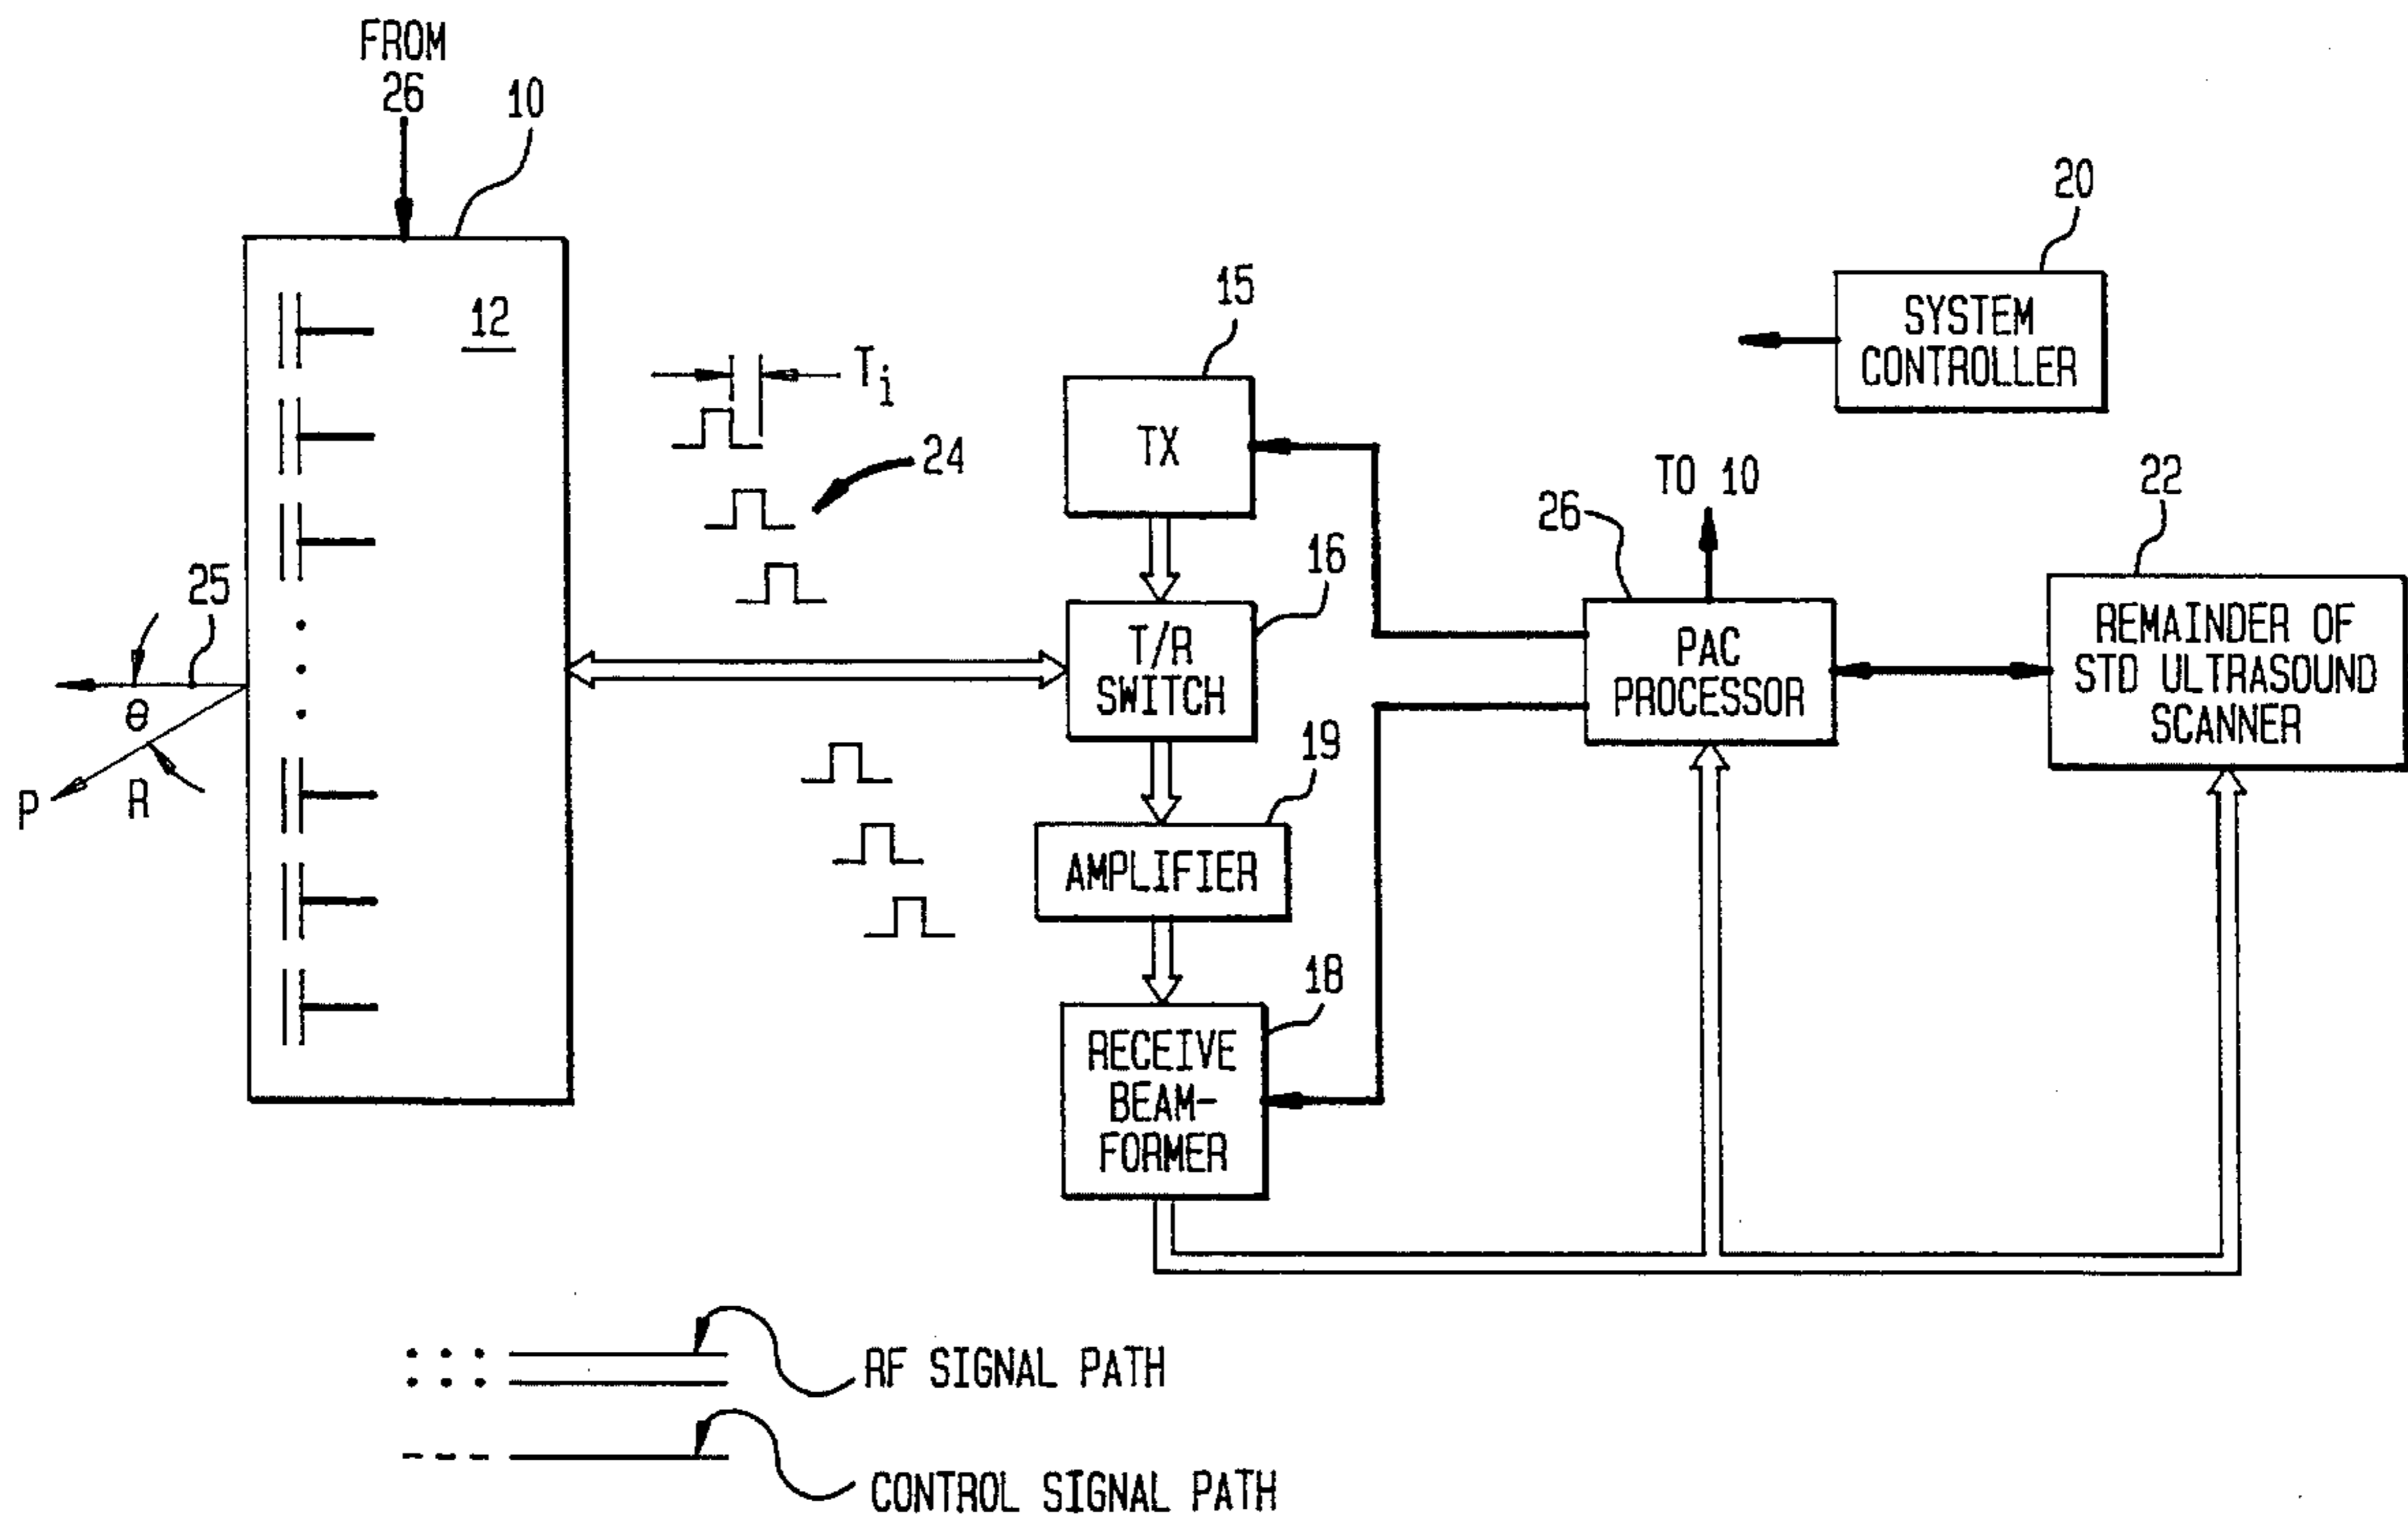 FROM
26
10
12
Ti
24
25
θ
R
P
15
TX
16
T/R
SWITCH
19
AMPLIFIER
18
RECEIVE
BEAM-
FORMER
20
SYSTEM
CONTROLLER
TO 10
26
PAC
PROCESSOR
22
REMAINDER OF
STD ULTRASOUND
SCANNER
RF SIGNAL PATH
CONTROL SIGNAL PATH